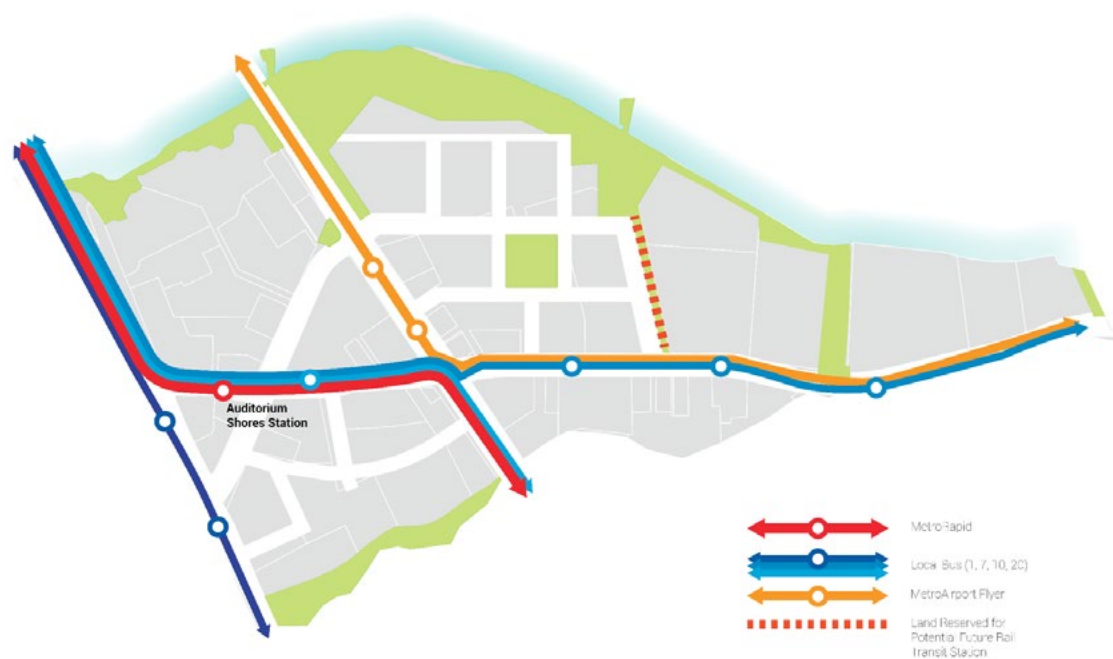 Auditorium
Shores Station
MetroRapid
Local Bus (1, 7, 10, 20)
MetroAirport Flyer
Land Reserved for
Potential Future Rail
Transit Station